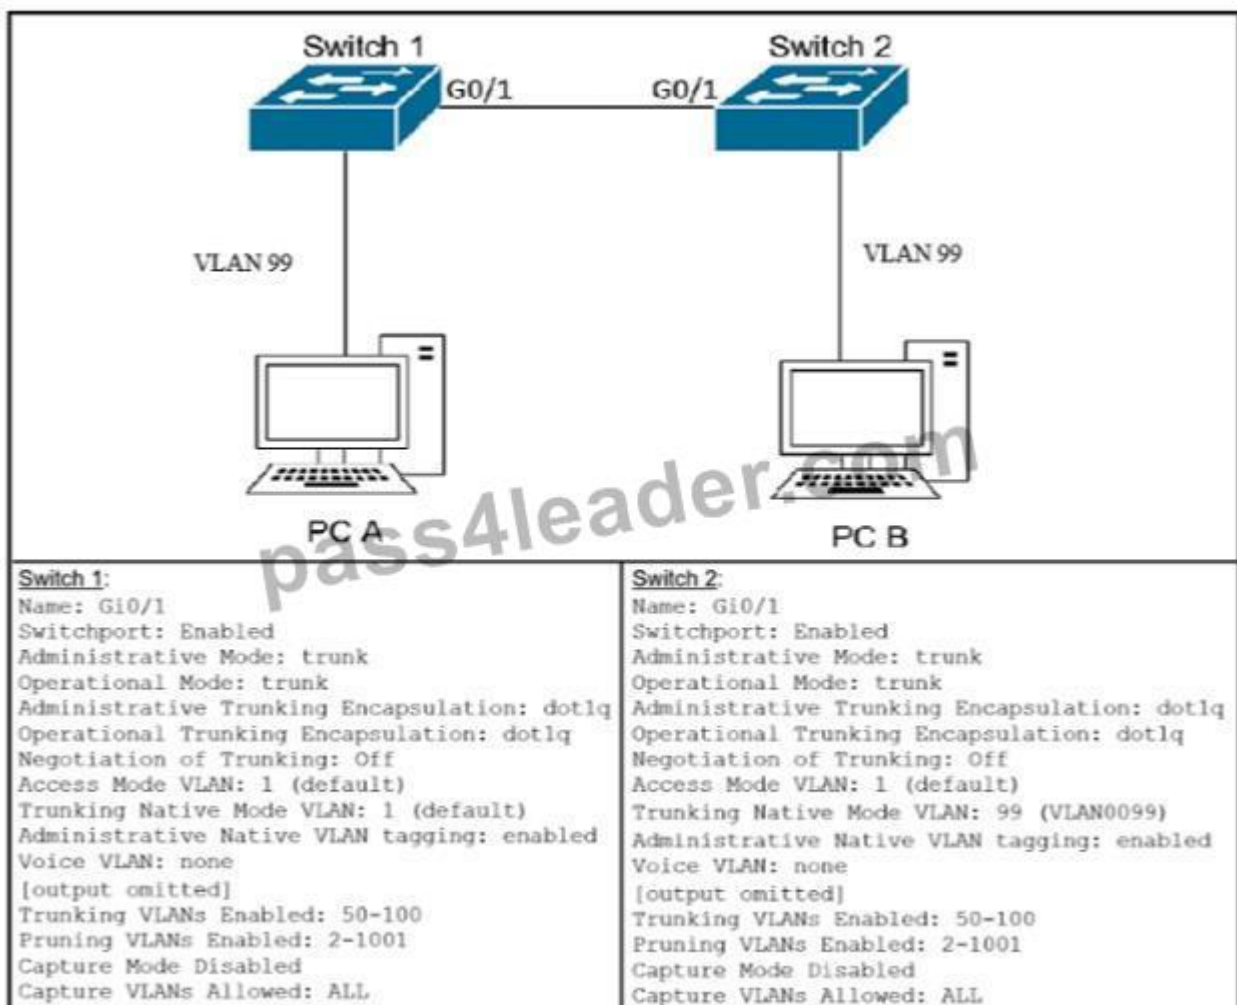 Switch 1
Switch 2
G0/1
G0/1
VLAN 99
VLAN 99
PC A
PC B
pass4leader.com
Switch 1:
Name: Gi0/1
Switchport: Enabled
Administrative Mode: trunk
Operational Mode: trunk
Administrative Trunking Encapsulation: dot1q
Operational Trunking Encapsulation: dot1q
Negotiation of Trunking: Off
Access Mode VLAN: 1 (default)
Trunking Native Mode VLAN: 1 (default)
Administrative Native VLAN tagging: enabled
Voice VLAN: none
[output omitted]
Trunking VLANs Enabled: 50-100
Pruning VLANs Enabled: 2-1001
Capture Mode Disabled
Capture VLANs Allowed: ALL
Switch 2:
Name: Gi0/1
Switchport: Enabled
Administrative Mode: trunk
Operational Mode: trunk
Administrative Trunking Encapsulation: dot1q
Operational Trunking Encapsulation: dot1q
Negotiation of Trunking: Off
Access Mode VLAN: 1 (default)
Trunking Native Mode VLAN: 99 (VLAN0099)
Administrative Native VLAN tagging: enabled
Voice VLAN: none
[output omitted]
Trunking VLANs Enabled: 50-100
Pruning VLANs Enabled: 2-1001
Capture Mode Disabled
Capture VLANs Allowed: ALL